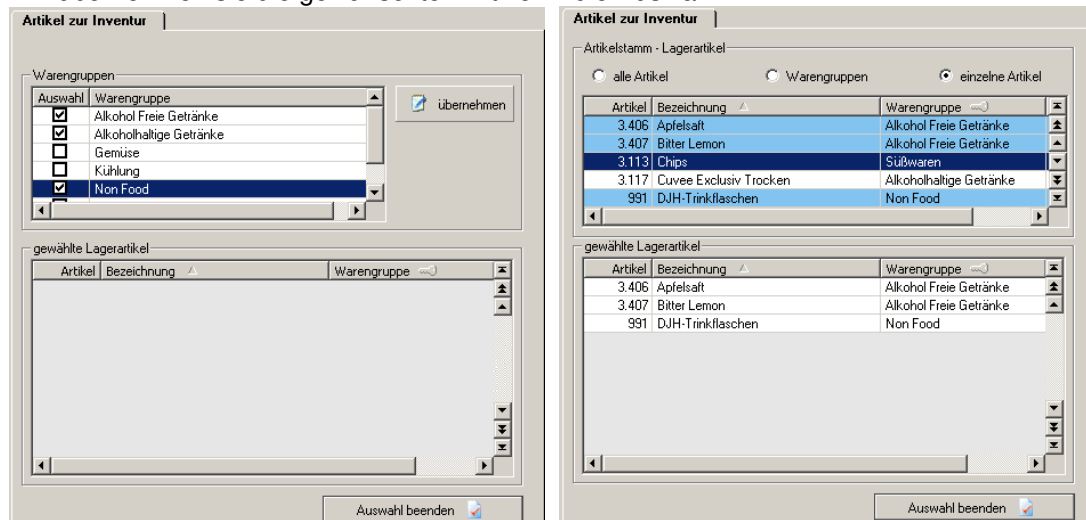 Artikel zur Inventur
Warengruppen
Auswahl Warengruppe
Alkohol Freie Getränke
Alkoholhaltige Getränke
Gemüse
Kühlung
Non Food
übernehmen
gewählte Lagerartikel
Artikel Bezeichnung Warengruppe
Auswahl beenden
Artikel zur Inventur
Artikelstamm - Lagerartikel
alle Artikel Warengruppen einzelne Artikel
Artikel Bezeichnung Warengruppe
3.406 Apfelsaft Alkohol Freie Getränke
3.407 Bitter Lemon Alkohol Freie Getränke
3.113 Chips Süßwaren
3.117 Cuvee Exclusiv Trocken Alkoholhaltige Getränke
991 DJH-Trinkflaschen Non Food
gewählte Lagerartikel
Artikel Bezeichnung Warengruppe
3.406 Apfelsaft Alkohol Freie Getränke
3.407 Bitter Lemon Alkohol Freie Getränke
991 DJH-Trinkflaschen Non Food
Auswahl beenden